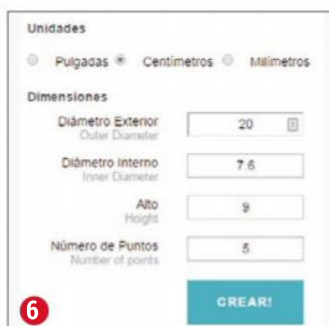 Unidades
Pulgadas Centímetros Milímetros
Dimensiones
Diámetro Exterior 20
Outer Diameter
Diámetro Interno 7.6
Inner Diameter
Alto 9
Height
Número de Puntos 5
Number of points
6 CREAR!